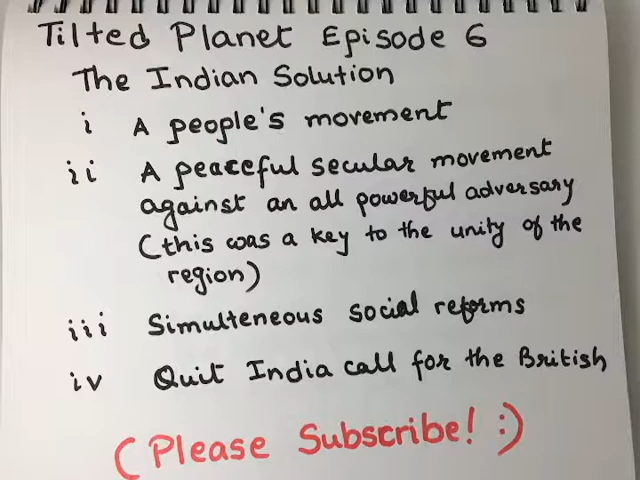 Tilted Planet Episode 6
The Indian Solution
i A people's movement
ii A peaceful secular movement
against an all powerful adversary
(this was a key to the unity of the
region)
iii Simulteneous social reforms
iv Quit India call for the British
(Please Subscribe! :)